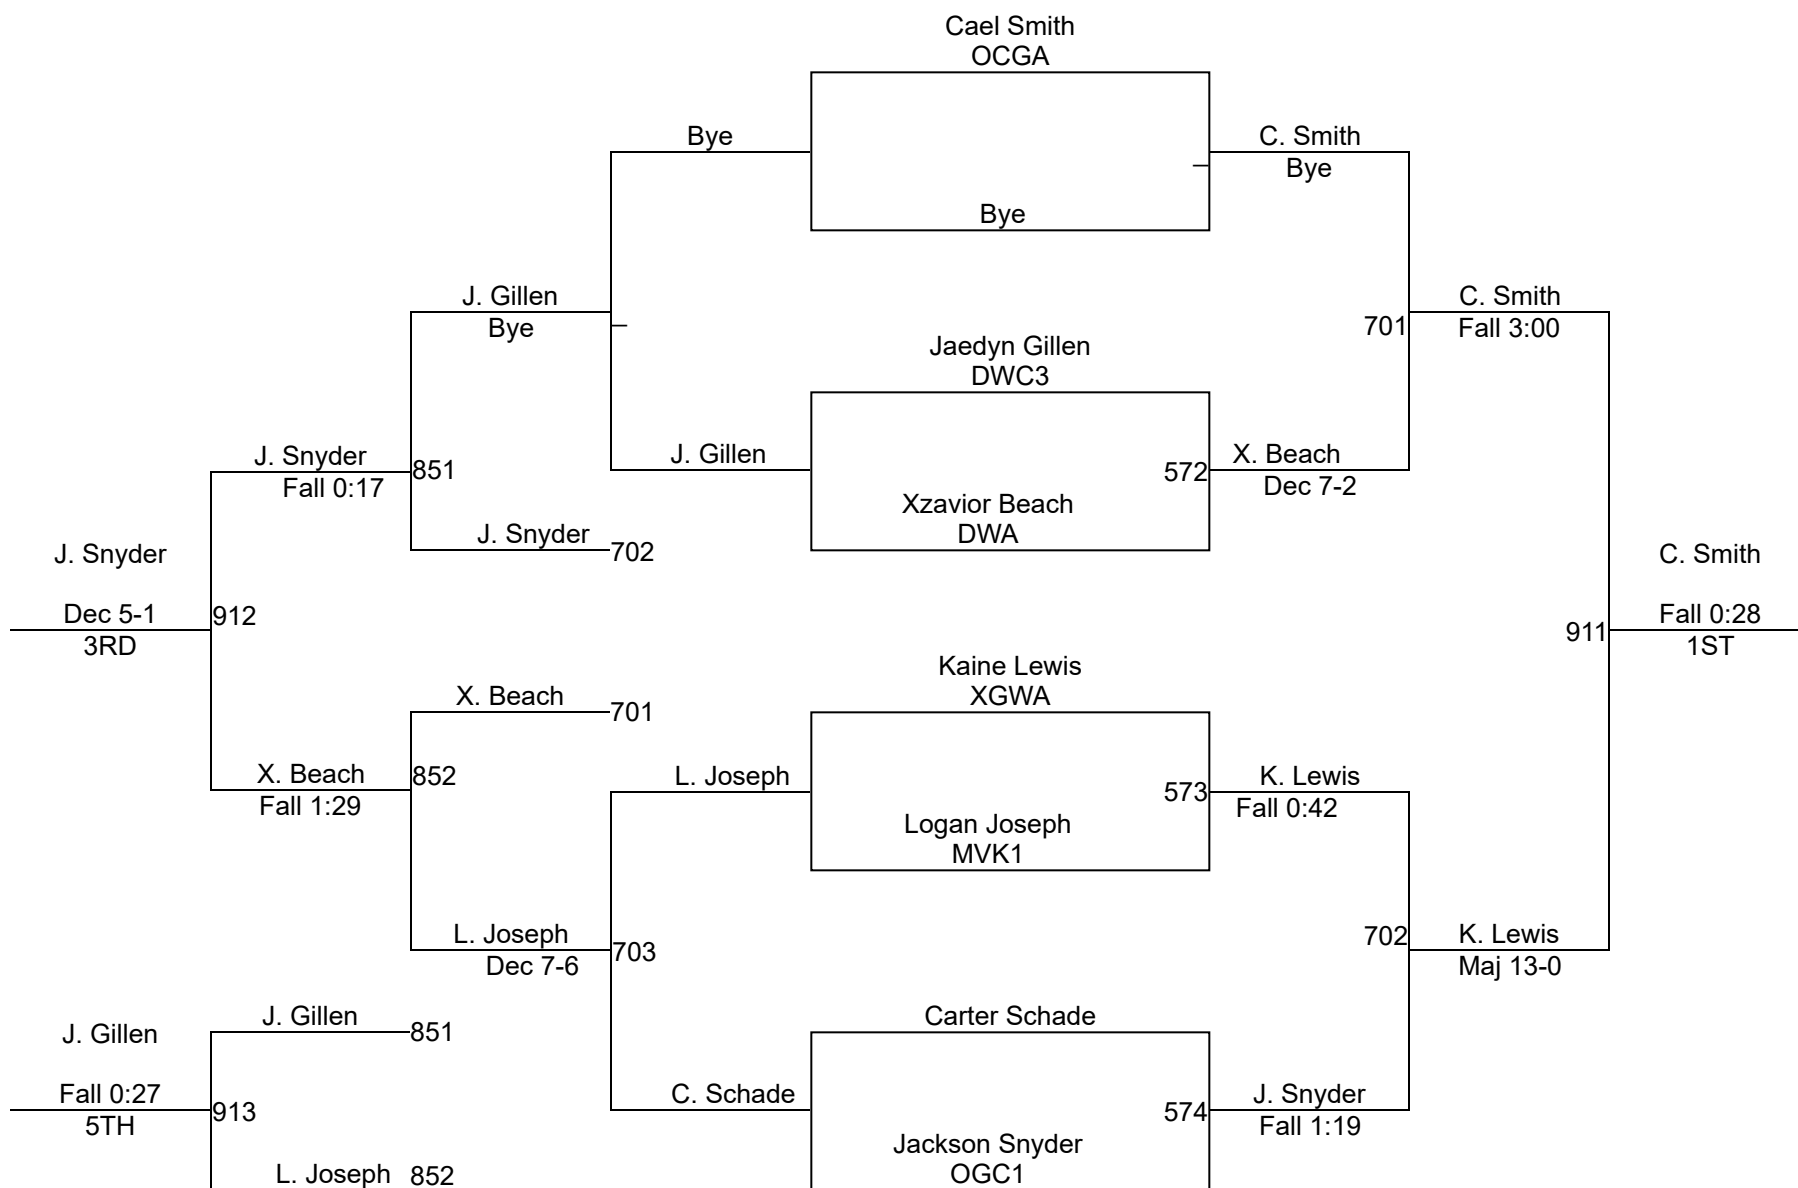 Cael Smith
OCGA
Bye
C. Smith
Bye
Bye
J. Gillen
Bye
C. Smith
701
Fall 3:00
Jaedyn Gillen
DWC3
J. Snyder
851
Fall 0:17
J. Gillen
572
X. Beach
Dec 7-2
Xzavior Beach
DWA
J. Snyder
702
J. Snyder
C. Smith
Dec 5-1
912
3RD
Fall 0:28
911
1ST
Kaine Lewis
XGWA
X. Beach
701
X. Beach
852
Fall 1:29
L. Joseph
573
K. Lewis
Fall 0:42
Logan Joseph
MVK1
L. Joseph
703
Dec 7-6
702
K. Lewis
Maj 13-0
J. Gillen
J. Gillen
851
Carter Schade
Fall 0:27
913
5TH
C. Schade
574
J. Snyder
Fall 1:19
Jackson Snyder
OGC1
L. Joseph
852